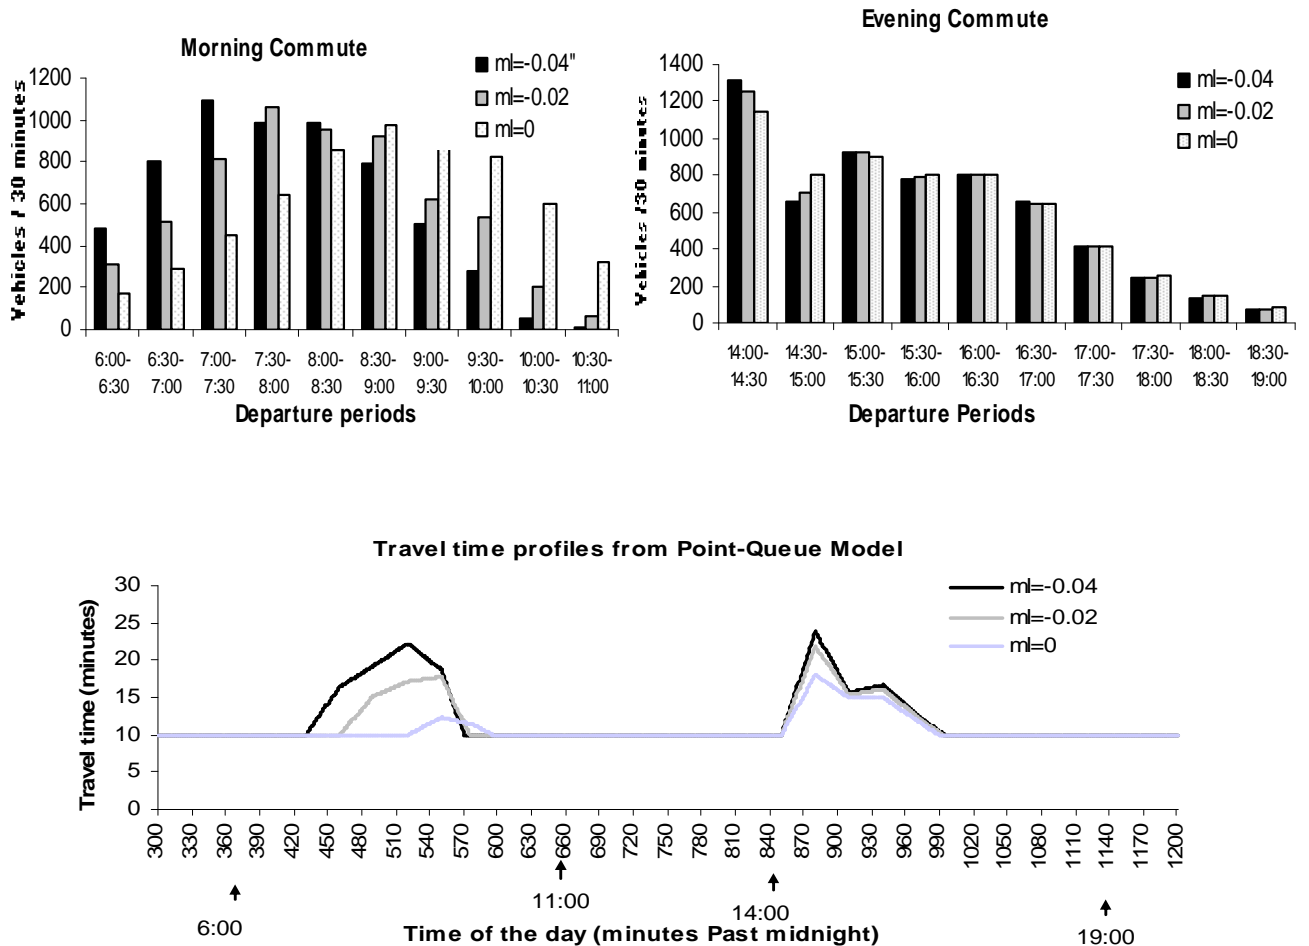 Morning Commute
Vehicles / 30 minutes
1200
1000
800
600
400
200
0
ml=-0.04"
ml=-0.02
ml=0
6:00-6:30
6:30-7:00
7:00-7:30
7:30-8:00
8:00-8:30
8:30-9:00
9:00-9:30
9:30-10:00
10:00-10:30
10:30-11:00
Departure periods
Evening Commute
Vehicles /30 minutes
1400
1200
1000
800
600
400
200
0
ml=-0.04
ml=-0.02
ml=0
14:00-14:30
14:30-15:00
15:00-15:30
15:30-16:00
16:00-16:30
16:30-17:00
17:00-17:30
17:30-18:00
18:00-18:30
18:30-19:00
Departure Periods
Travel time profiles from Point-Queue Model
Travel time (minutes)
30
25
20
15
10
5
0
ml=-0.04
ml=-0.02
ml=0
300 330 360 390 420 450 480 510 540 570 600 630 660 690 720 750 780 810 840 870 900 930 960 990 1020 1050 1080 1110 1140 1170 1200
6:00
11:00
14:00
19:00
Time of the day (minutes Past midnight)